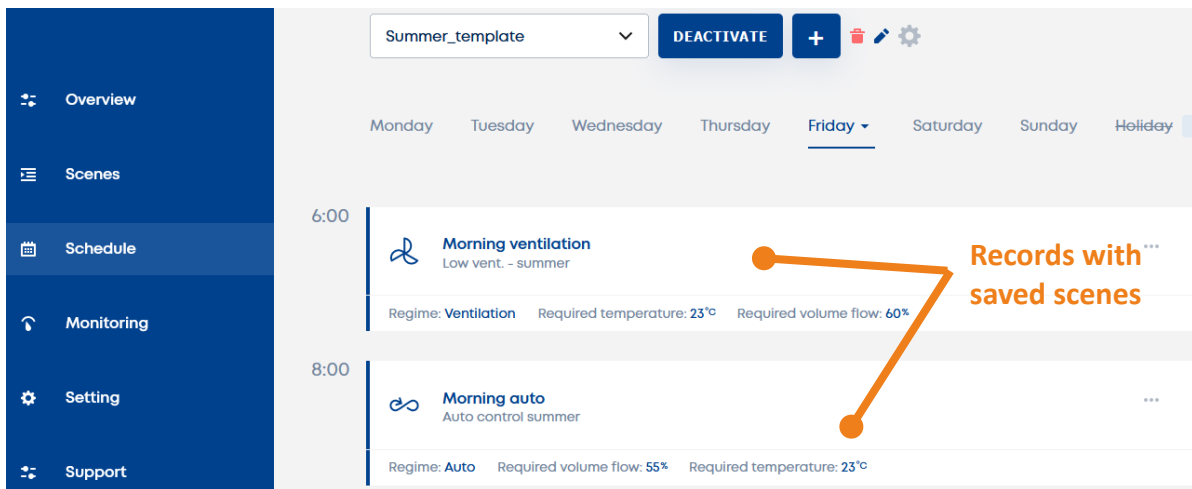 Summer_template
DEACTIVATE
+
Overview
Scenes
Schedule
Monitoring
Setting
Support
Monday Tuesday Wednesday Thursday Friday Saturday Sunday Holiday
6:00
Morning ventilation
Low vent. - summer
Regime: Ventilation Required temperature: 23°C Required volume flow: 60%
8:00
Morning auto
Auto control summer
Regime: Auto Required volume flow: 55% Required temperature: 23°C
Records with
saved scenes